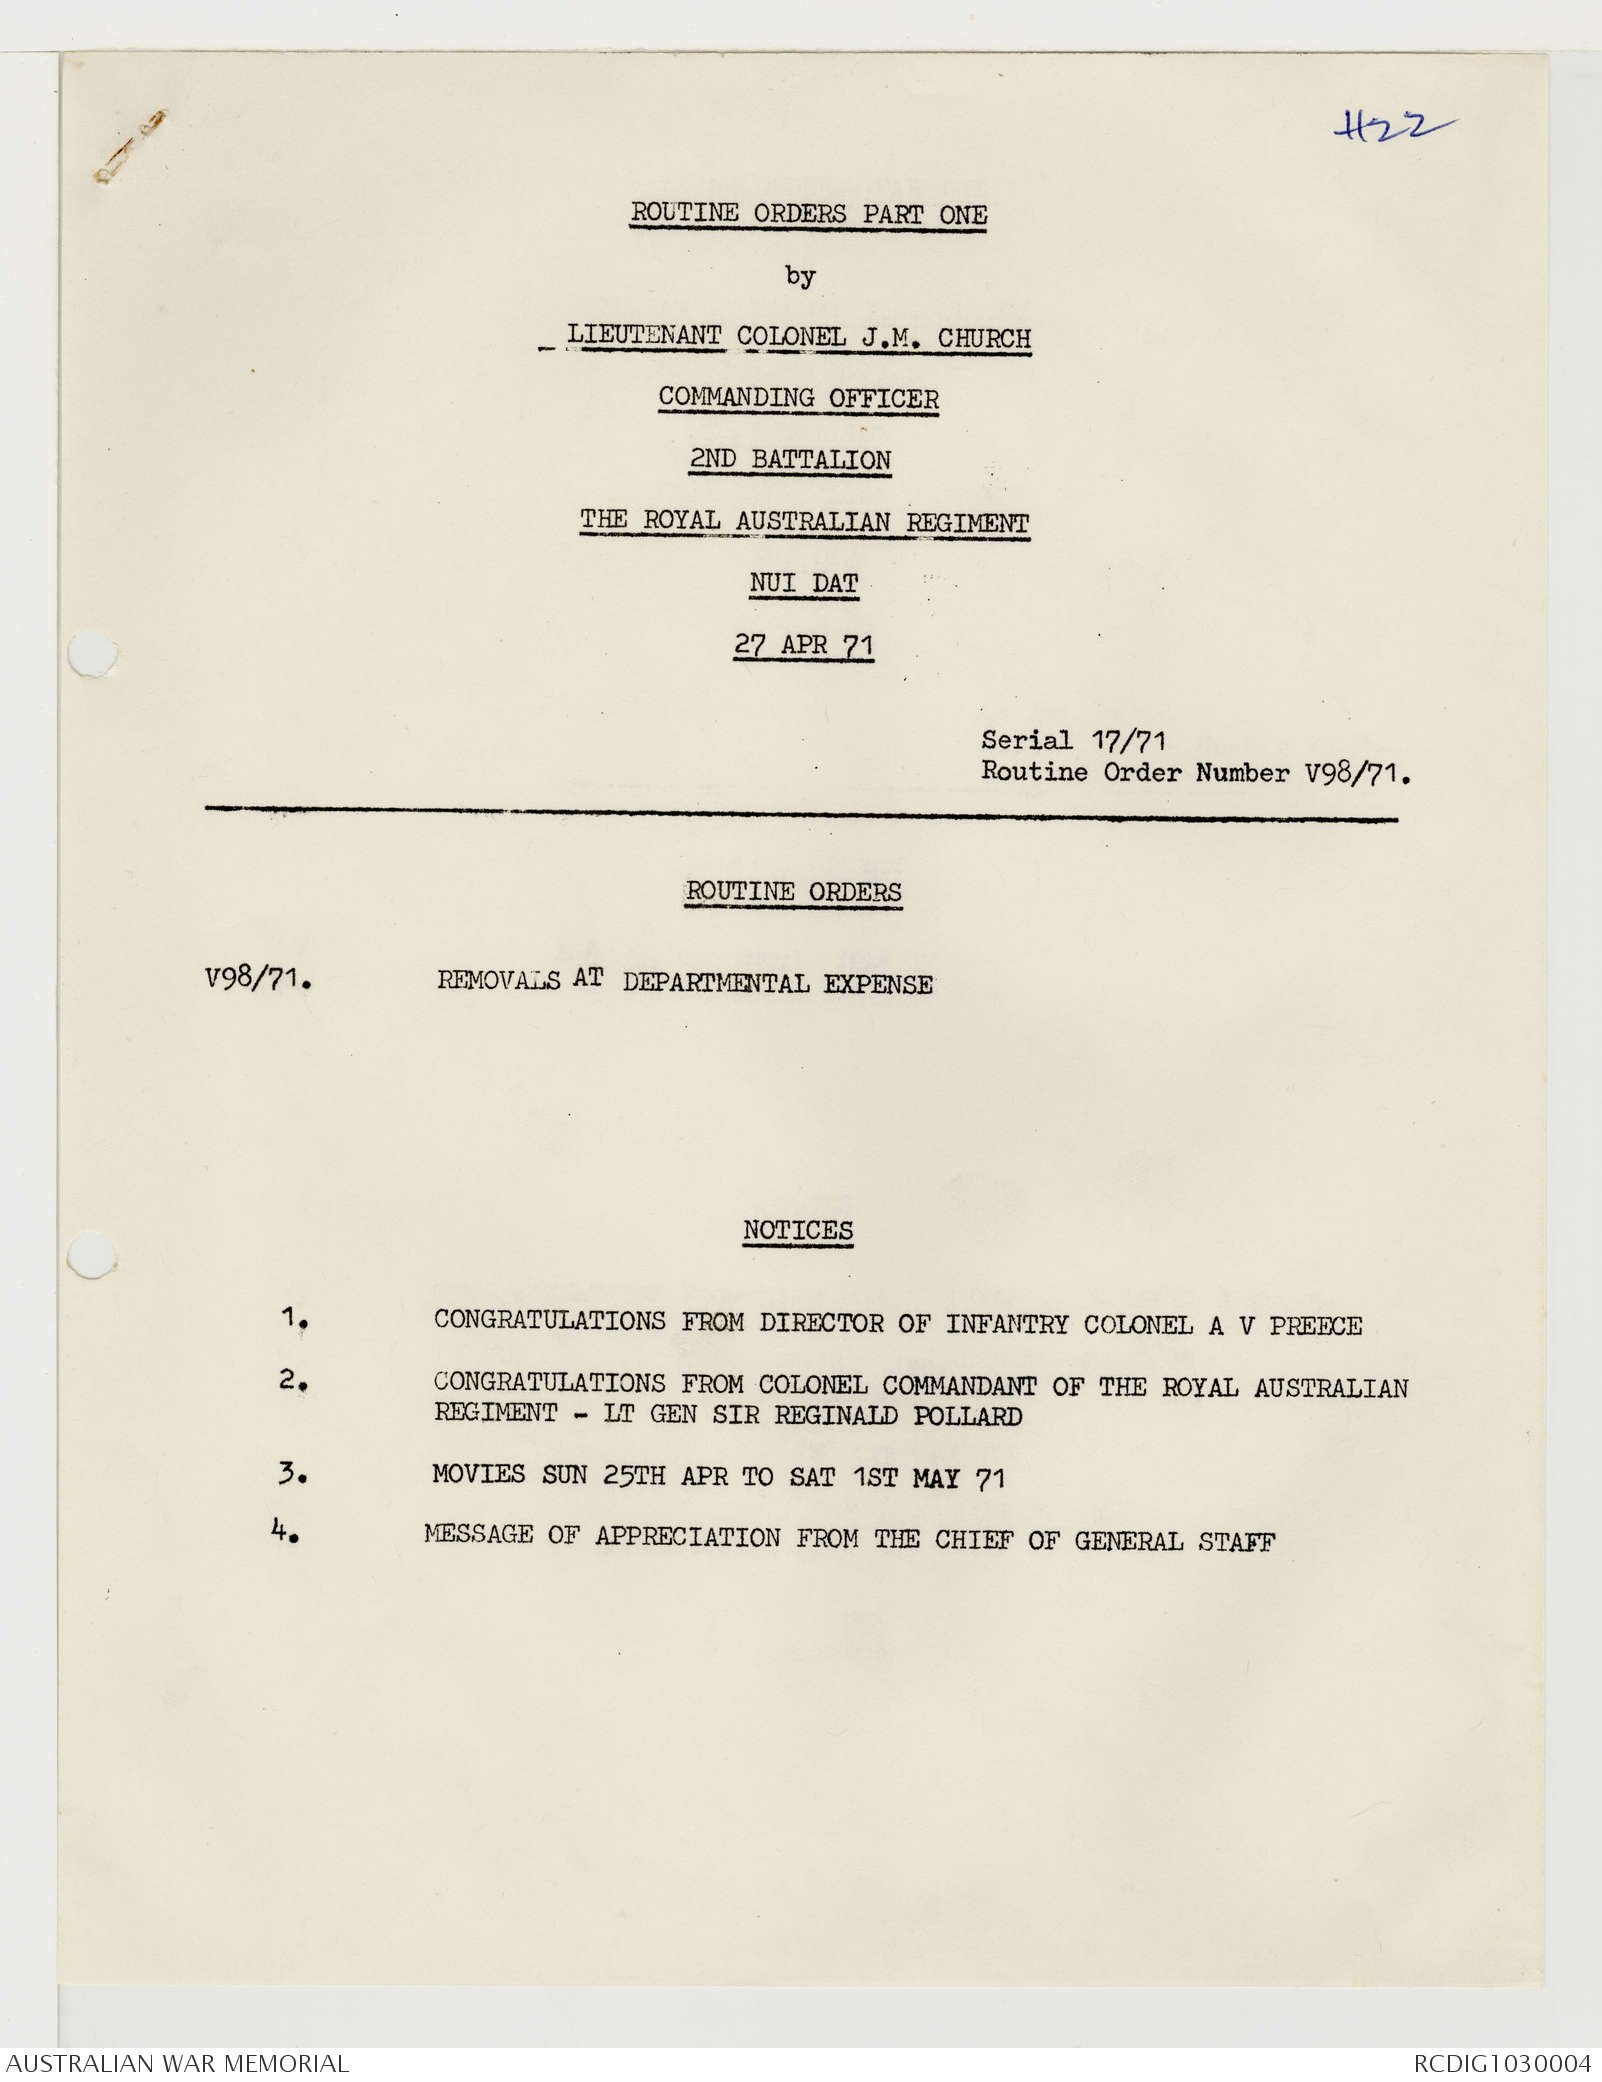 H22
ROUTINE ORDERS PART ONE
by
LIEUTENANT COLONEL J.M. CHURCH
COMMANDING OFFICER
2ND BATTALION
THE ROYAL AUSTRALIAN REGIMENT
NUI DAT
27 APR 71
Serial 17/71
Routine Order Number V98/71.
ROUTINE ORDERS
V98/71. REMOVALS AT DEPARTMENTAL EXPENSE
NOTICES
1. CONGRATULATIONS FROM DIRECTOR OF INFANTRY COLONEL A V PREECE
2. CONGRATULATIONS FROM COLONEL COMMANDANT OF THE ROYAL AUSTRALIAN
REGIMENT - LT GEN SIR REGINALD POLLARD
3. MOVIES SUN 25TH APR TO SAT 1ST MAY 71
4. MESSAGE OF APPRECIATION FROM THE CHIEF OF GENERAL STAFF
AUSTRALIAN WAR MEMORIAL
RCDIG1030004